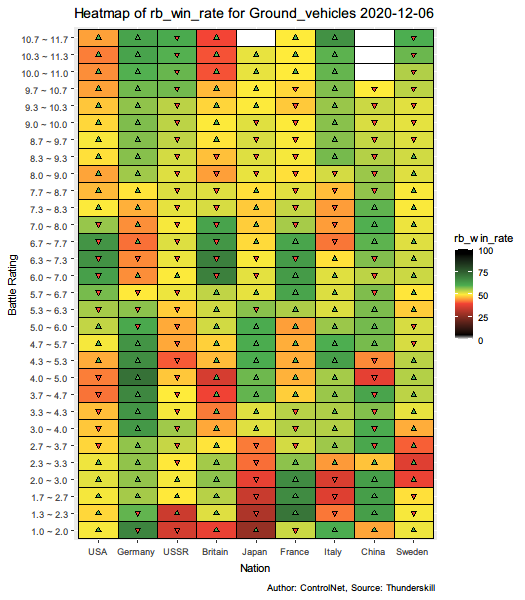 Heatmap of rb_win_rate for Ground_vehicles 2020-12-06
Battle Rating
10.7 ~ 11.7
10.3 ~ 11.3
10.0 ~ 11.0
9.7 ~ 10.7
9.3 ~ 10.3
9.0 ~ 10.0
8.7 ~ 9.7
8.3 ~ 9.3
8.0 ~ 9.0
7.7 ~ 8.7
7.3 ~ 8.3
7.0 ~ 8.0
6.7 ~ 7.7
6.3 ~ 7.3
6.0 ~ 7.0
5.7 ~ 6.7
5.3 ~ 6.3
5.0 ~ 6.0
4.7 ~ 5.7
4.3 ~ 5.3
4.0 ~ 5.0
3.7 ~ 4.7
3.3 ~ 4.3
3.0 ~ 4.0
2.7 ~ 3.7
2.3 ~ 3.3
2.0 ~ 3.0
1.7 ~ 2.7
1.3 ~ 2.3
1.0 ~ 2.0
USA Germany USSR Britain Japan France Italy China Sweden
Nation
rb_win_rate
100
75
50
25
0
Author: ControlNet, Source: Thunderskill